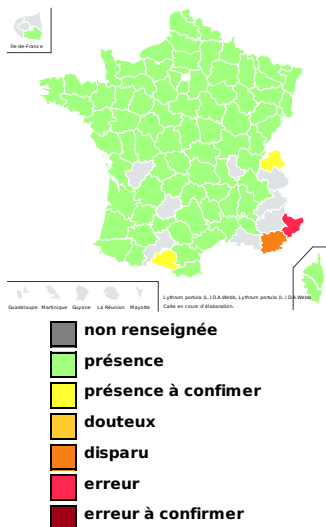 Île-de-France
Guadeloupe Martinique Guyane La Réunion Mayotte
Lythrum portula (L.) D.A.Webb, Lythrum portula (L.) D.A.Webb
Carte en cours d'élaboration.
non renseignée
présence
présence à confimer
douteux
disparu
erreur
erreur à confirmer